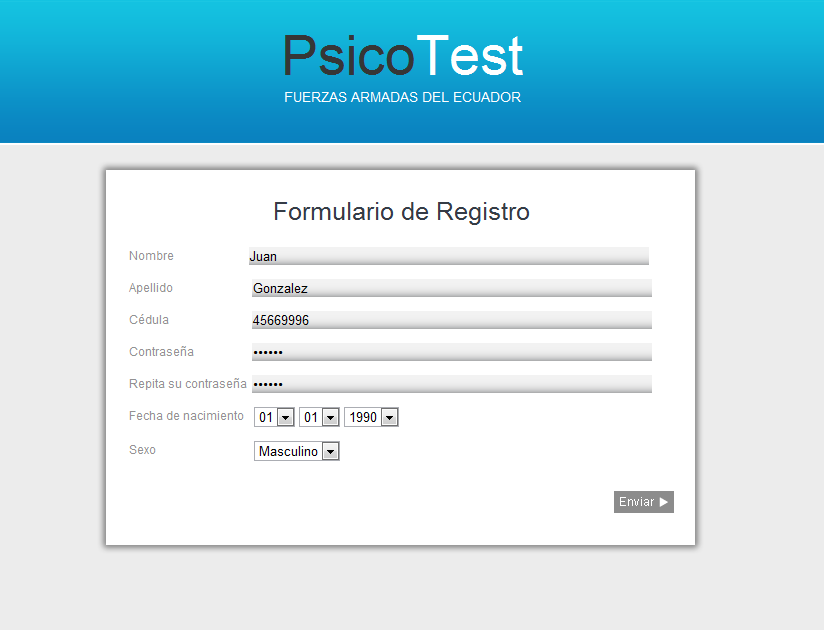 PsicoTest
FUERZAS ARMADAS DEL ECUADOR
Formulario de Registro
Nombre Juan
Apellido Gonzalez
Cédula 45669996
Contraseña ••••••
Repita su contraseña ••••••
Fecha de nacimiento 01 01 1990
Sexo Masculino
Enviar